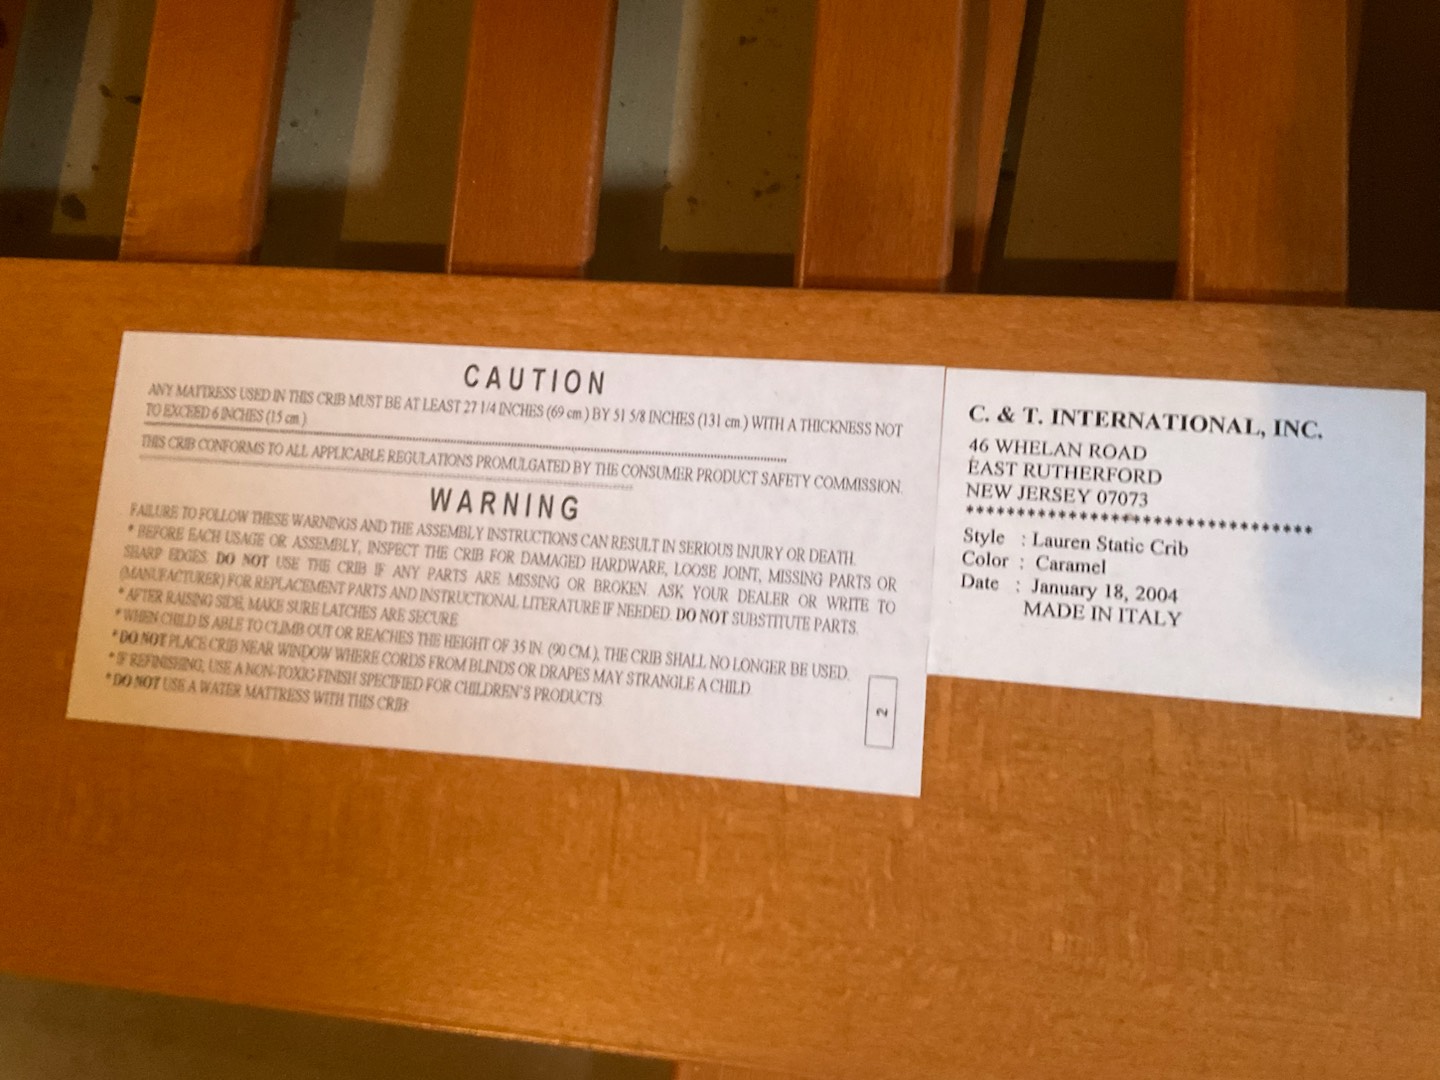 CAUTION
ANY MATTRESS USED IN THIS CRIB MUST BE AT LEAST 27 1/4 INCHES (69 cm.) BY 51 5/8 INCHES (131 cm.) WITH A THICKNESS NOT
TO EXCEED 6 INCHES (15 cm.)
THIS CRIB CONFORMS TO ALL APPLICABLE REGULATIONS PROMULGATED BY THE CONSUMER PRODUCT SAFETY COMMISSION.
WARNING
FAILURE TO FOLLOW THESE WARNINGS AND THE ASSEMBLY INSTRUCTIONS CAN RESULT IN SERIOUS INJURY OR DEATH.
* BEFORE EACH USAGE OR ASSEMBLY, INSPECT THE CRIB FOR DAMAGED HARDWARE, LOOSE JOINT, MISSING PARTS OR
SHARP EDGES. DO NOT USE THE CRIB IF ANY PARTS ARE MISSING OR BROKEN. ASK YOUR DEALER OR WRITE TO
(MANUFACTURER) FOR REPLACEMENT PARTS AND INSTRUCTIONAL LITERATURE IF NEEDED. DO NOT SUBSTITUTE PARTS.
* AFTER RAISING SIDE, MAKE SURE LATCHES ARE SECURE
* WHEN CHILD IS ABLE TO CLIMB OUT OR REACHES THE HEIGHT OF 35 IN. (90 CM.), THE CRIB SHALL NO LONGER BE USED.
* DO NOT PLACE CRIB NEAR WINDOW WHERE CORDS FROM BLINDS OR DRAPES MAY STRANGLE A CHILD.
* IF REFINISHING, USE A NON-TOXIC FINISH SPECIFIED FOR CHILDREN'S PRODUCTS.
* DO NOT USE A WATER MATTRESS WITH THIS CRIB
2
C. & T. INTERNATIONAL, INC.
46 WHELAN ROAD
EAST RUTHERFORD
NEW JERSEY 07073
*********************************
Style : Lauren Static Crib
Color : Caramel
Date : January 18, 2004
MADE IN ITALY